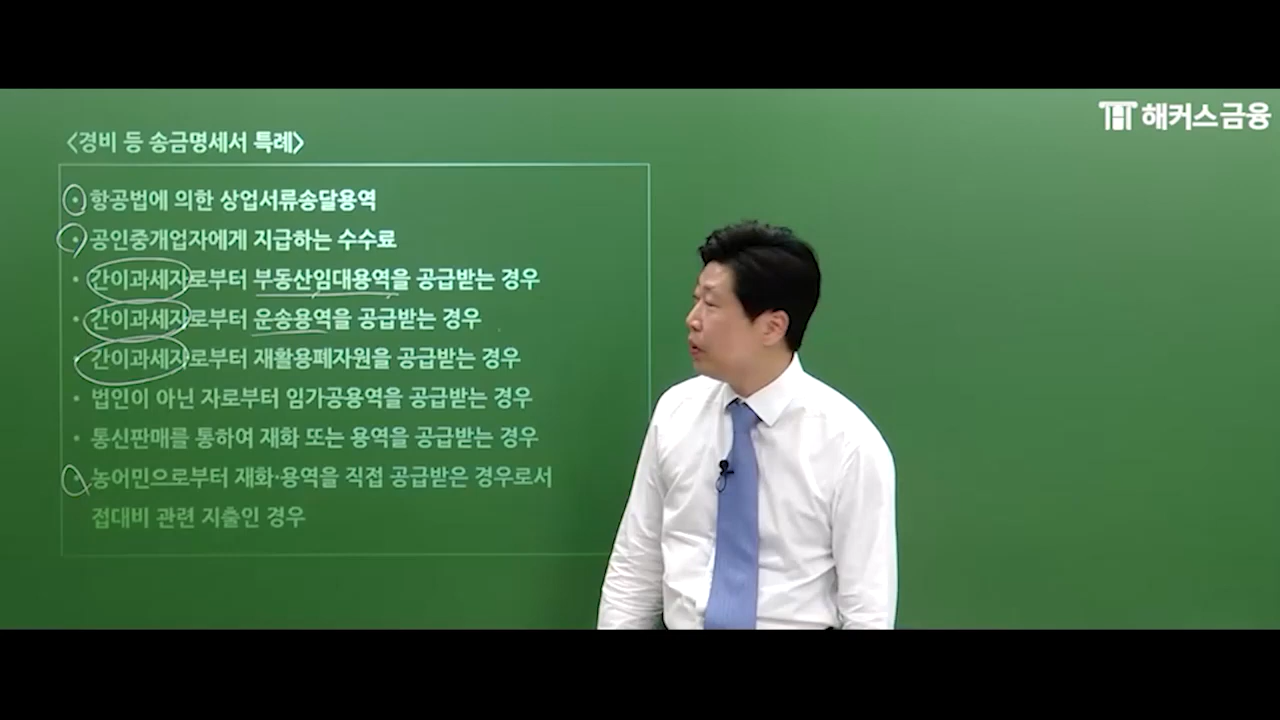 해커스금융
<경비 등 송금명세서 특례>
• 항공법에 의한 상업서류송달용역
• 공인중개업자에게 지급하는 수수료
• 간이과세자로부터 부동산임대용역을 공급받는 경우
• 간이과세자로부터 운송용역을 공급받는 경우
• 간이과세자로부터 재활용폐자원을 공급받는 경우
• 법인이 아닌 자로부터 임가공용역을 공급받는 경우
• 통신판매를 통하여 재화 또는 용역을 공급받는 경우
• 농어민으로부터 재화·용역을 직접 공급받은 경우로서
접대비 관련 지출인 경우